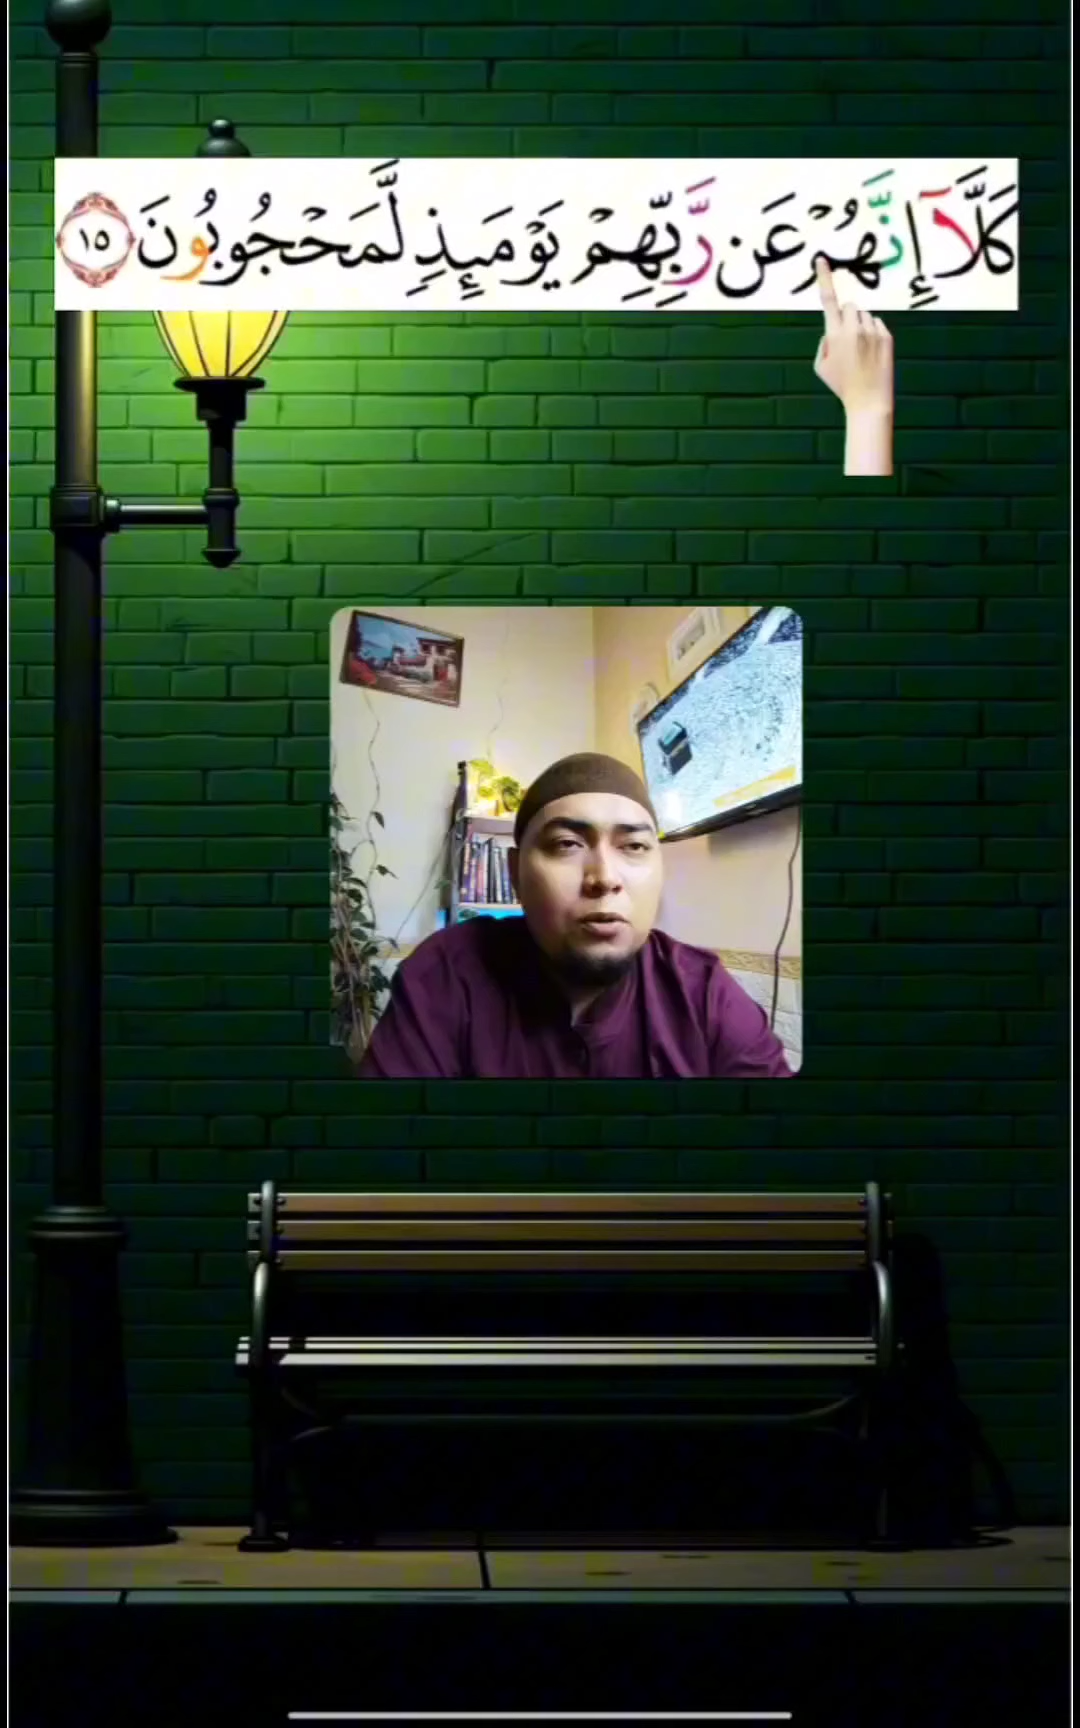 كَلَّآ إِنَّهُمْ عَن رَّبِّهِمْ يَوْمَئِذٍ لَّمَحْجُوبُونَ ١٥